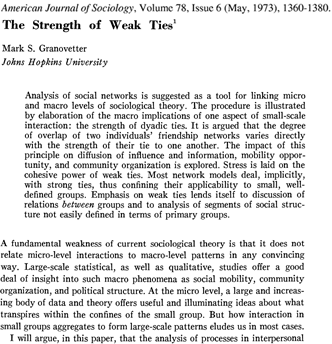 American Journal of Sociology, Volume 78, Issue 6 (May, 1973), 1360-1380.
The Strength of Weak Ties¹
Mark S. Granovetter
Johns Hopkins University
Analysis of social networks is suggested as a tool for linking micro
and macro levels of sociological theory. The procedure is illustrated
by elaboration of the macro implications of one aspect of small-scale
interaction: the strength of dyadic ties. It is argued that the degree
of overlap of two individuals' friendship networks varies directly
with the strength of their tie to one another. The impact of this
principle on diffusion of influence and information, mobility oppor-
tunity, and community organization is explored. Stress is laid on the
cohesive power of weak ties. Most network models deal, implicitly,
with strong ties, thus confining their applicability to small, well-
defined groups. Emphasis on weak ties lends itself to discussion of
relations between groups and to analysis of segments of social struc-
ture not easily defined in terms of primary groups.
A fundamental weakness of current sociological theory is that it does not
relate micro-level interactions to macro-level patterns in any convincing
way. Large-scale statistical, as well as qualitative, studies offer a good
deal of insight into such macro phenomena as social mobility, community
organization, and political structure. At the micro level, a large and increas-
ing body of data and theory offers useful and illuminating ideas about what
transpires within the confines of the small group. But how interaction in
small groups aggregates to form large-scale patterns eludes us in most cases.
I will argue, in this paper, that the analysis of processes in interpersonal